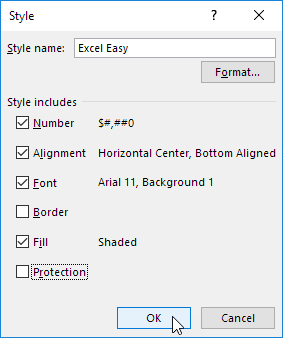 Style
?
Style name: Excel Easy
Format...
Style includes
Number $#,##0
Alignment Horizontal Center, Bottom Aligned
Font Arial 11, Background 1
Border
Fill Shaded
Protection
OK Cancel